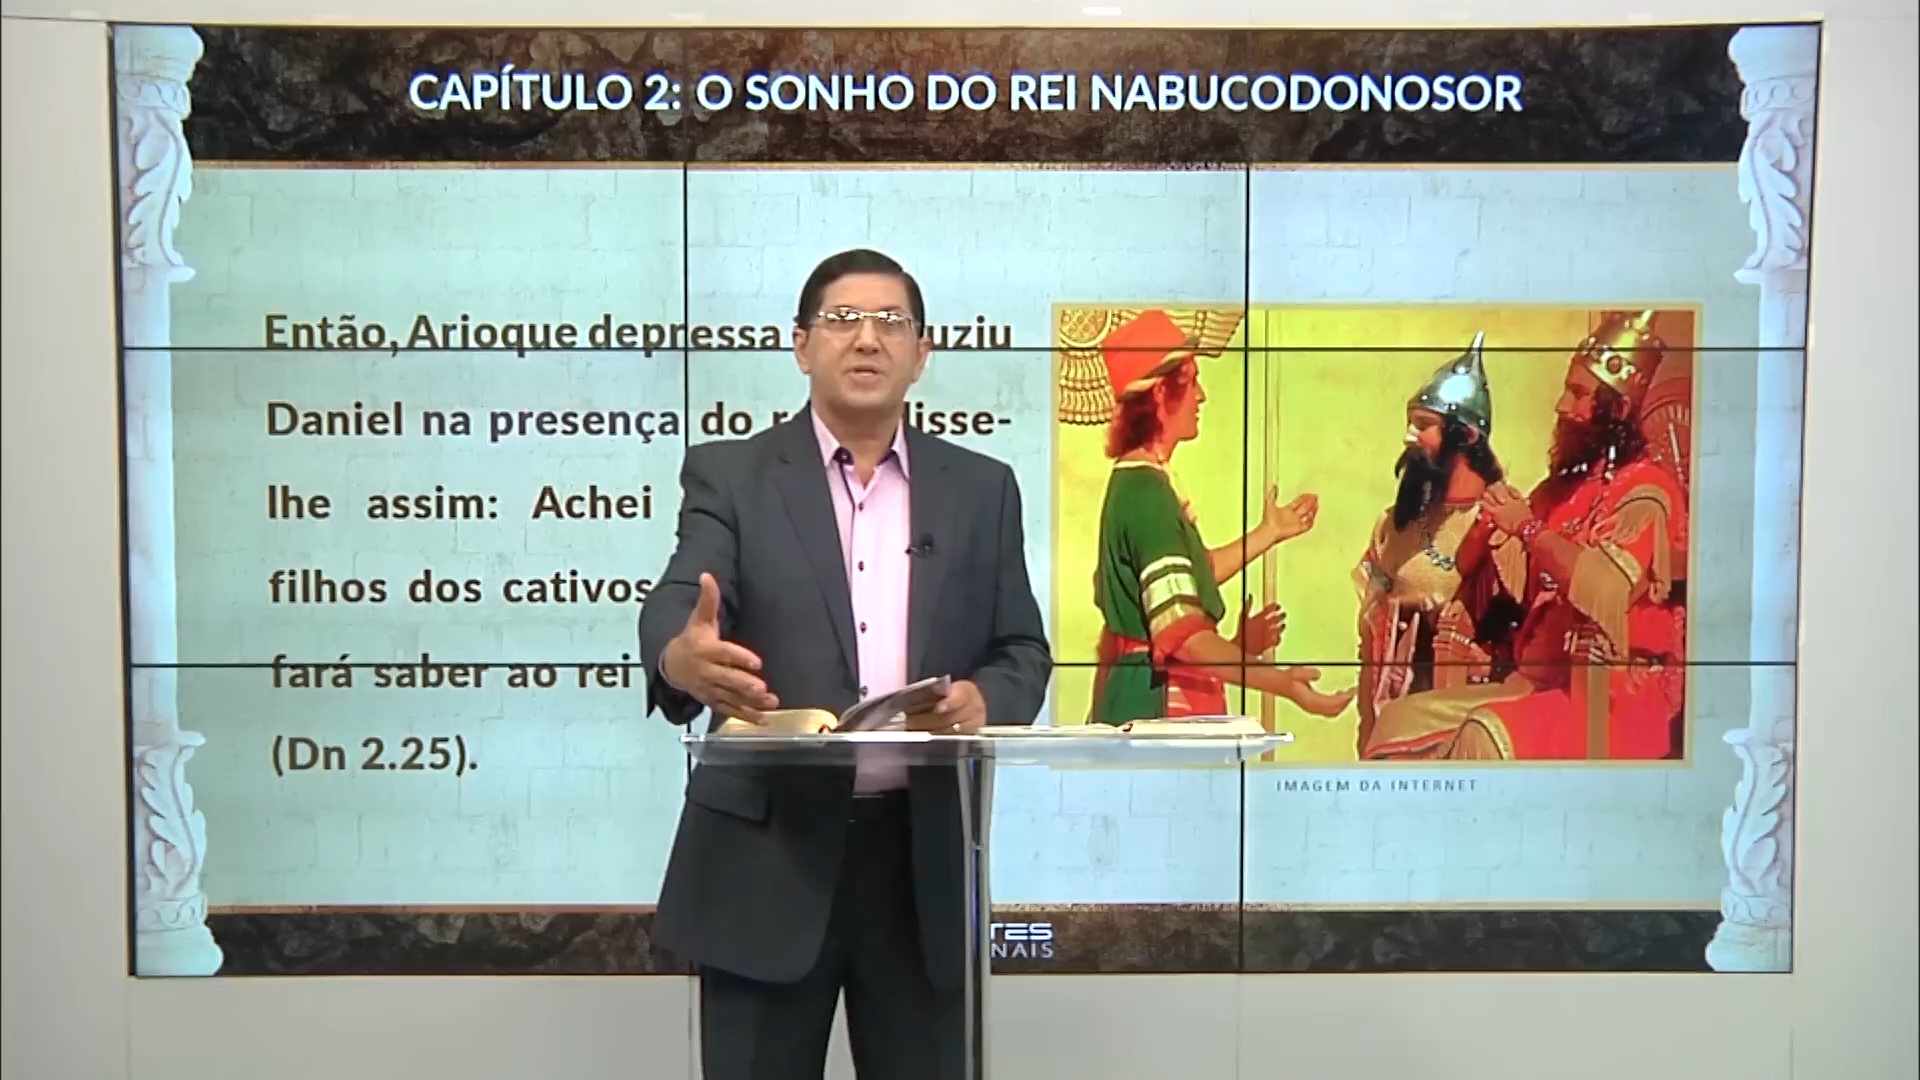 CAPÍTULO 2: O SONHO DO REI NABUCODONOSOR
Então, Arioque depressa
Daniel na presença do
lhe assim: Achei
filhos dos cativos
fará saber ao rei
(Dn 2.25).
IMAGEM DA INTERNET